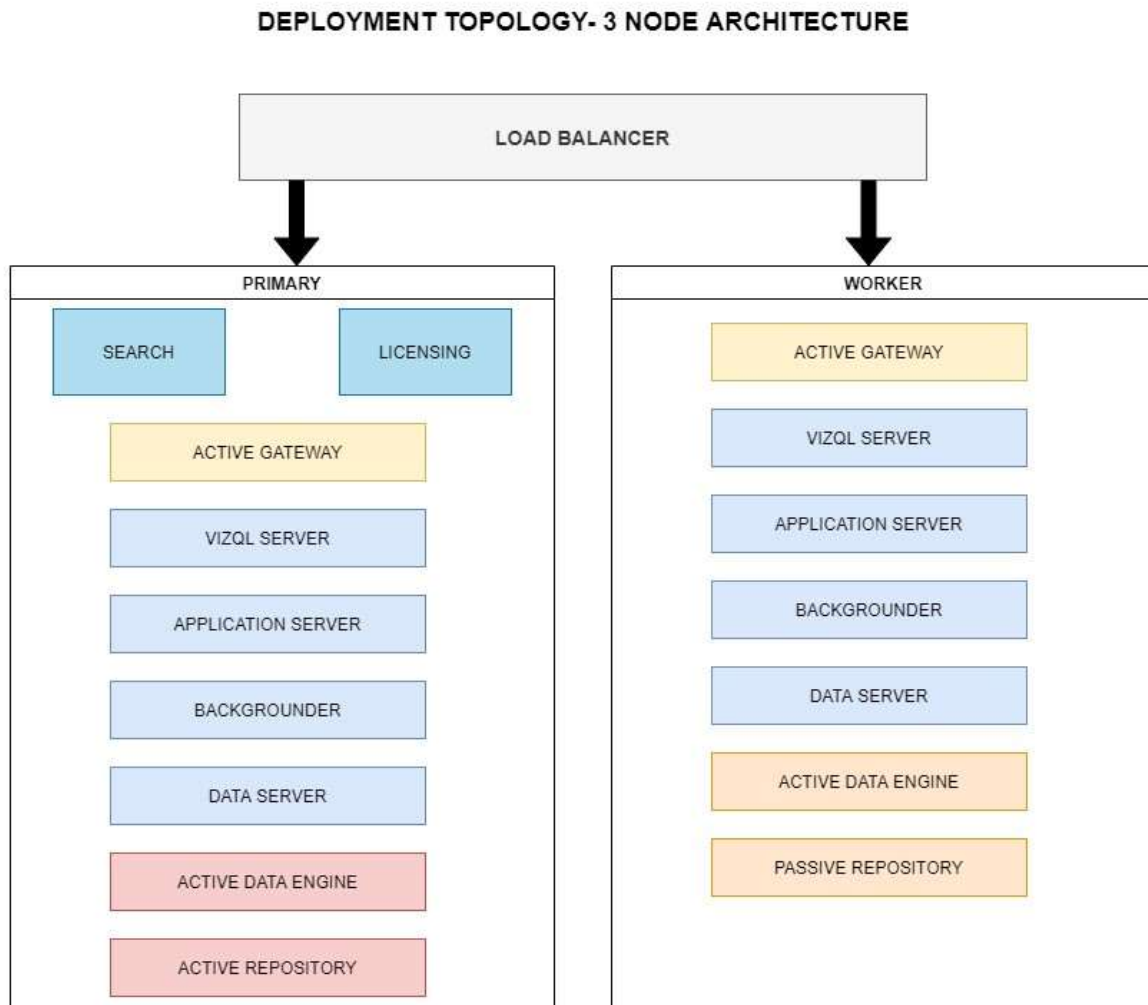 DEPLOYMENT TOPOLOGY- 3 NODE ARCHITECTURE
LOAD BALANCER
PRIMARY
SEARCH
LICENSING
ACTIVE GATEWAY
VIZQL SERVER
APPLICATION SERVER
BACKGROUNDER
DATA SERVER
ACTIVE DATA ENGINE
ACTIVE REPOSITORY
WORKER
ACTIVE GATEWAY
VIZQL SERVER
APPLICATION SERVER
BACKGROUNDER
DATA SERVER
ACTIVE DATA ENGINE
PASSIVE REPOSITORY